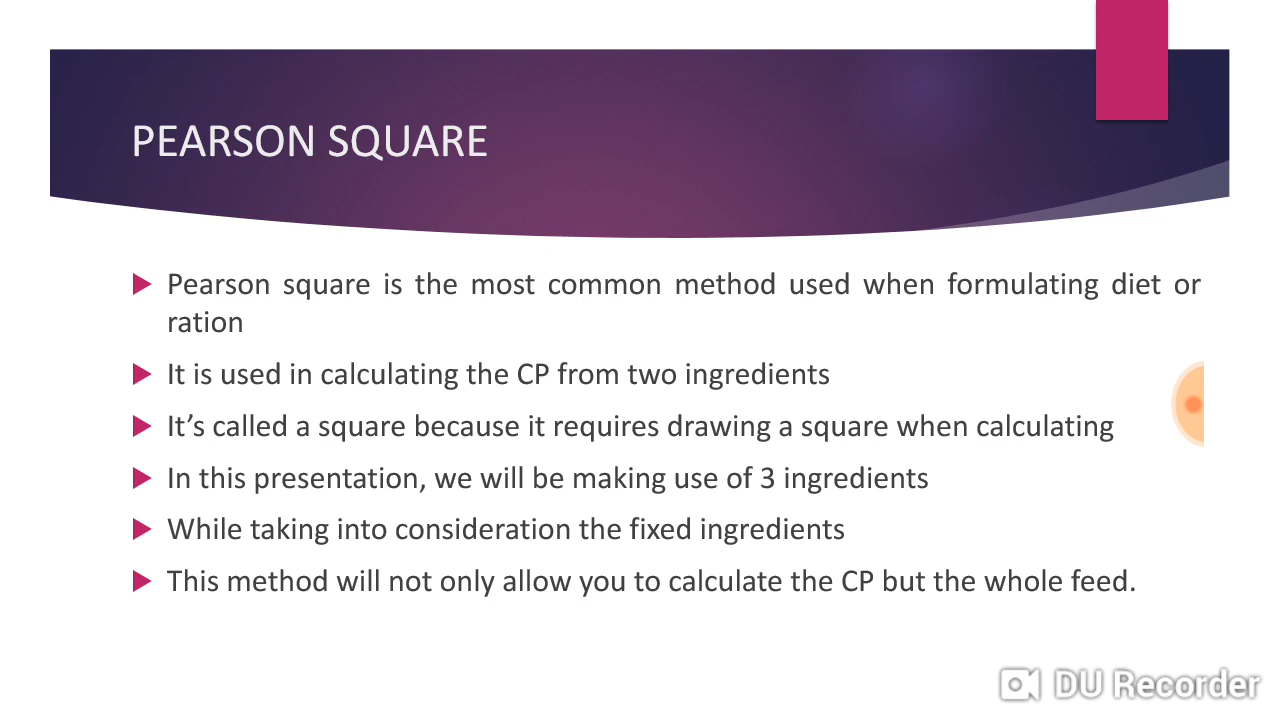 PEARSON SQUARE
Pearson square is the most common method used when formulating diet or
ration
It is used in calculating the CP from two ingredients
It’s called a square because it requires drawing a square when calculating
In this presentation, we will be making use of 3 ingredients
While taking into consideration the fixed ingredients
This method will not only allow you to calculate the CP but the whole feed.
DU Recorder